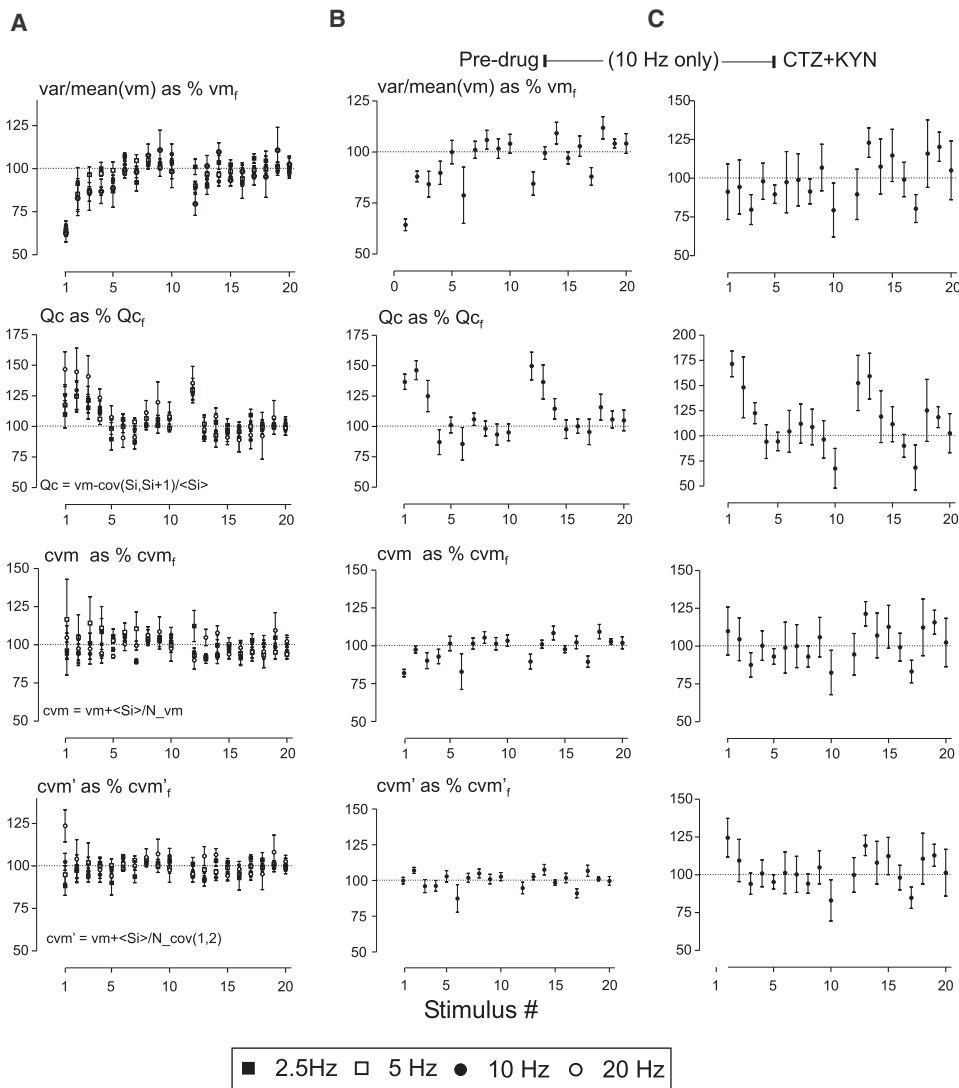 A
B
C
Pre-drug (10 Hz only) CTZ+KYN
var/mean(vm) as % vmf
125
100
75
50
1 5 10 15 20
var/mean(vm) as % vmf
125
100
75
50
0 5 10 15 20
150
125
100
75
50
1 5 10 15 20
Qc as % Qcf
175
150
125
100
75
50
Qc = vm-cov(Si,Si+1)/<Si>
1 5 10 15 20
Qc as % Qcf
175
150
125
100
75
50
1 5 10 15 20
200
175
150
125
100
75
50
1 5 10 15 20
cvm as % cvmf
150
125
100
75
50
cvm = vm+<Si>/N_vm
1 5 10 15 20
cvm as % cvmf
150
125
100
75
50
1 5 10 15 20
150
125
100
75
50
1 5 10 15 20
cvm' as % cvm'f
125
100
75
50
cvm' = vm+<Si>/N_cov(1,2)
1 5 10 15 20
cvm' as % cvm'f
150
125
100
75
50
1 5 10 15 20
150
125
100
75
50
1 5 10 15 20
Stimulus #
2.5Hz 5 Hz 10 Hz 20 Hz